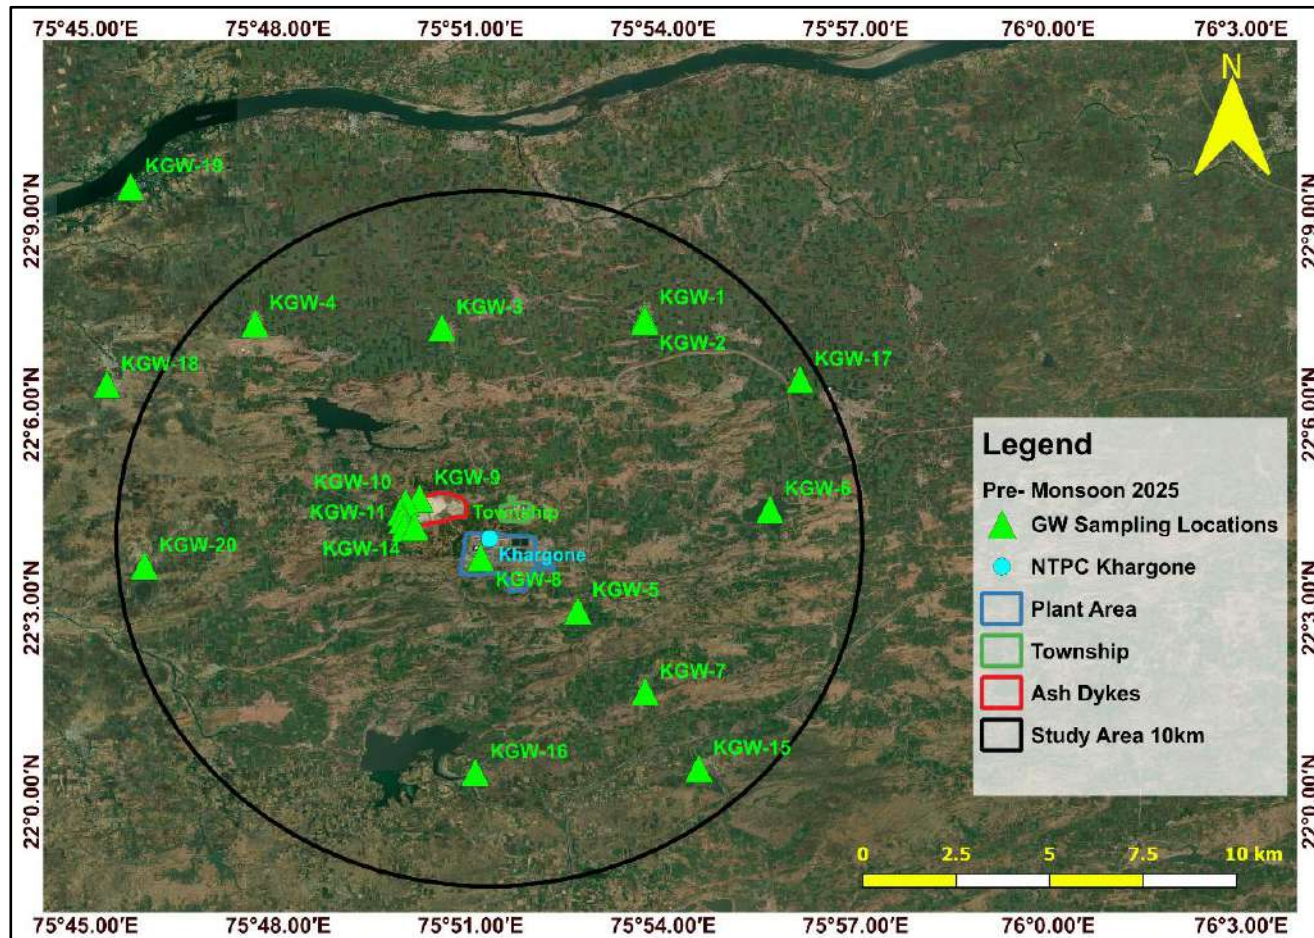 75°45.00'E 75°48.00'E 75°51.00'E 75°54.00'E 75°57.00'E 76°0.00'E 76°3.00'E
N
22°9.00'N
22°9.00'N
KGW-19
KGW-4
KGW-3
KGW-1
KGW-2
KGW-18
KGW-17
22°6.00'N
22°6.00'N
KGW-10
KGW-9
KGW-11
Township
KGW-6
KGW-14
Khargone
KGW-20
KGW-8
KGW-5
22°3.00'N
22°3.00'N
KGW-7
KGW-16
KGW-15
22°0.00'N
22°0.00'N
Legend
Pre- Monsoon 2025
GW Sampling Locations
NTPC Khargone
Plant Area
Township
Ash Dykes
Study Area 10km
0 2.5 5 7.5 10 km
75°45.00'E 75°48.00'E 75°51.00'E 75°54.00'E 75°57.00'E 76°0.00'E 76°3.00'E